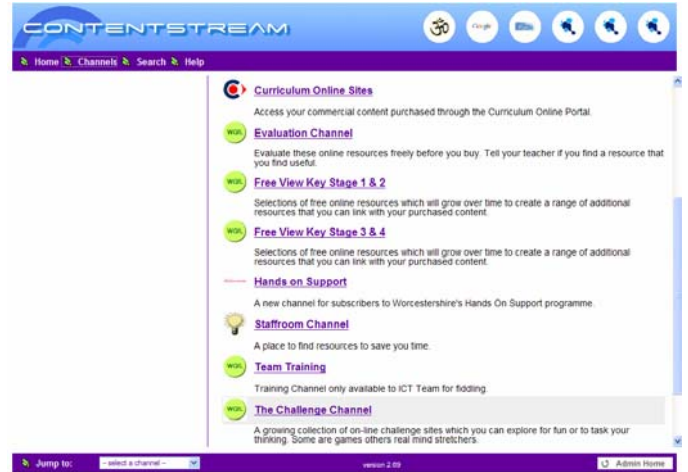 CONTENTSTREAM
Google
Home Channels Search Help
Curriculum Online Sites
Access your commercial content purchased through the Curriculum Online Portal.
WGfL Evaluation Channel
Evaluate these online resources freely before you buy. Tell your teacher if you find a resource that
you find useful.
WGfL Free View Key Stage 1 & 2
Selections of free online resources which will grow over time to create a range of additional
resources that you can link with your purchased content.
WGfL Free View Key Stage 3 & 4
Selections of free online resources which will grow over time to create a range of additional
resources that you can link with your purchased content.
Hands on Support
A new channel for subscribers to Worcestershire's Hands On Support programme.
Staffroom Channel
A place to find resources to save you time.
WGfL Team Training
Training Channel only available to ICT Team for fiddling.
WGfL The Challenge Channel
A growing collection of on-line challenge sites which you can explore for fun or to task your
thinking. Some are games others real mind stretchers.
Jump to: -- select a channel -- version 2.69 Admin Home